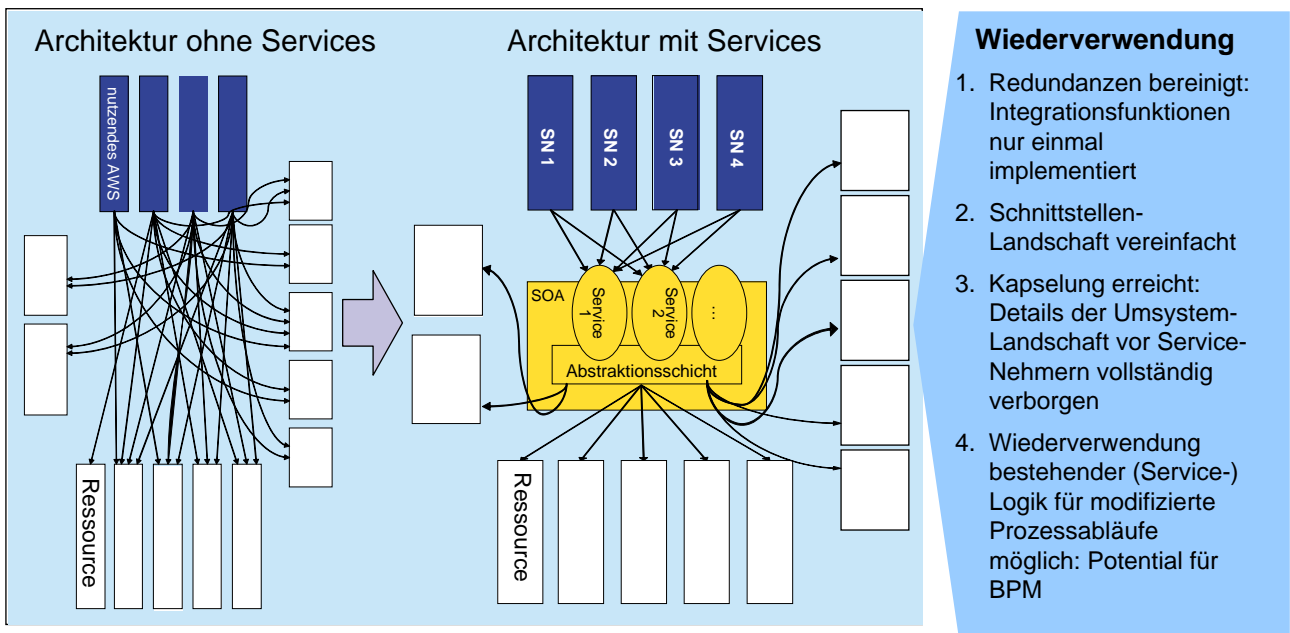 Architektur ohne Services
nutzendes AWS
Ressource
Architektur mit Services
SN 1
SN 2
SN 3
SN 4
SOA
Service
1
Service
2
...
Abstraktionsschicht
Ressource
Wiederverwendung
1. Redundanzen bereinigt:
Integrationsfunktionen
nur einmal
implementiert
2. Schnittstellen-
Landschaft vereinfacht
3. Kapselung erreicht:
Details der Umsystem-
Landschaft vor Service-
Nehmern vollständig
verborgen
4. Wiederverwendung
bestehender (Service-)
Logik für modifizierte
Prozessabläufe
möglich: Potential für
BPM